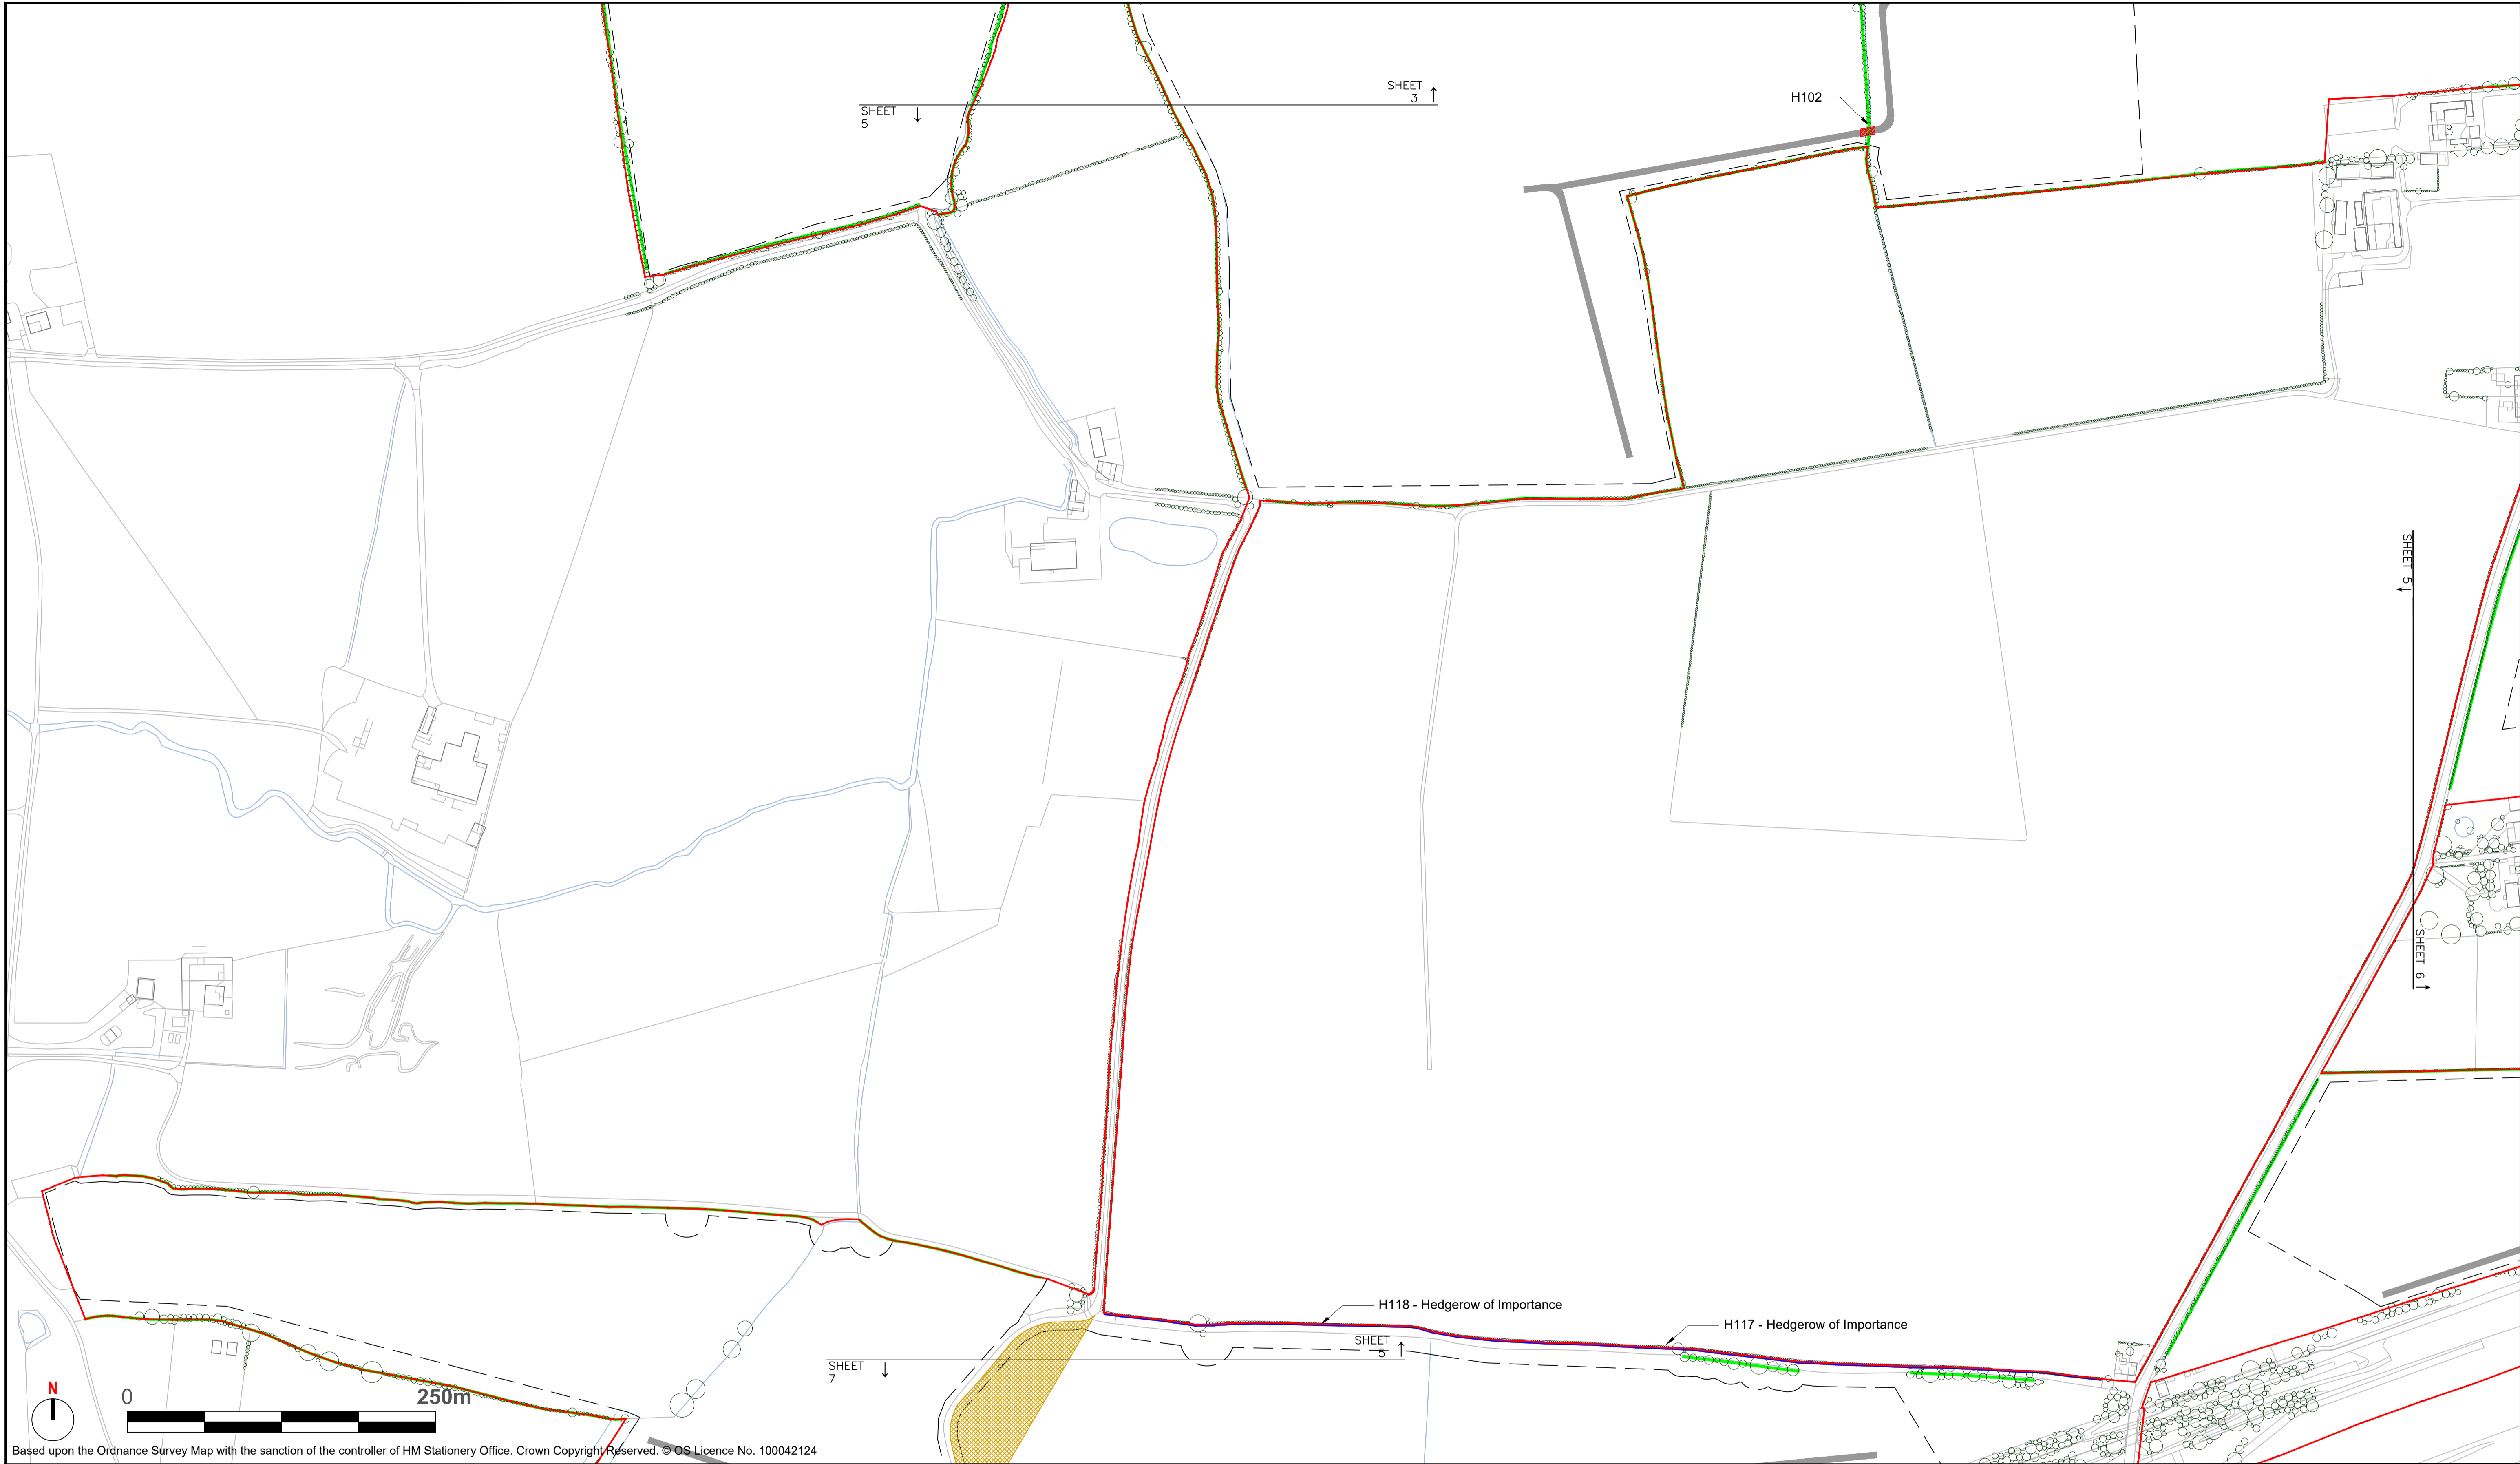 SHEET
3
SHEET
5
H102
SHEET 5
SHEET 6
H118 - Hedgerow of Importance
H117 - Hedgerow of Importance
SHEET
5
SHEET
7
N
0
250m
Based upon the Ordnance Survey Map with the sanction of the controller of HM Stationery Office. Crown Copyright Reserved. © OS Licence No. 100042124